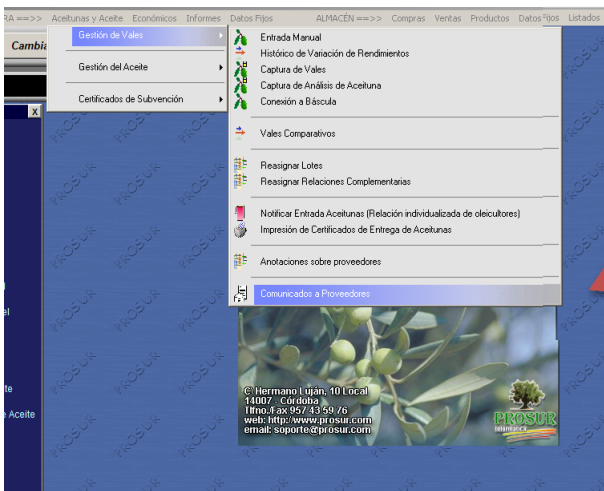 RA ==>> Aceitunas y Aceite Económicos Informes Datos Fijos ALMACÉN ==>> Compras Ventas Productos Datos Fijos Listados
Cambia
Gestión de Vales
Gestión del Aceite
Certificados de Subvención
Entrada Manual
Histórico de Variación de Rendimientos
Captura de Vales
Captura de Análisis de Aceituna
Conexión a Báscula
Vales Comparativos
Reasignar Lotes
Reasignar Relaciones Complementarias
Notificar Entrada Aceitunas (Relación individualizada de oleicultores)
Impresión de Certificados de Entrega de Aceitunas
Anotaciones sobre proveedores
Comunicados a Proveedores
X
el
te
e Aceite
C\ Hermano Luján, 10 Local
14007 - Córdoba
Tlfno./Fax 957 43 59 76
web: http://www.prosur.com
email: soporte@prosur.com
PROSUR
informática